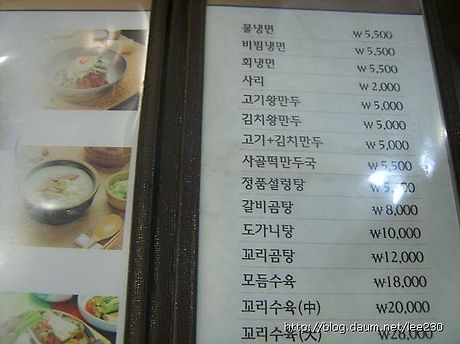 물냉면 ₩5,500
비빔냉면 ₩5,500
회냉면 ₩5,500
사리 ₩2,000
고기왕만두 ₩5,000
김치왕만두 ₩5,000
고기+김치만두 ₩5,000
사골떡만두국 ₩5,500
정품설렁탕
갈비곰탕 ₩8,000
도가니탕 ₩10,000
꼬리곰탕 ₩12,000
모듬수육 ₩18,000
꼬리수육(中) ₩20,000
꼬리수육(大) ₩28,000
http://blog.daum.net/lee230